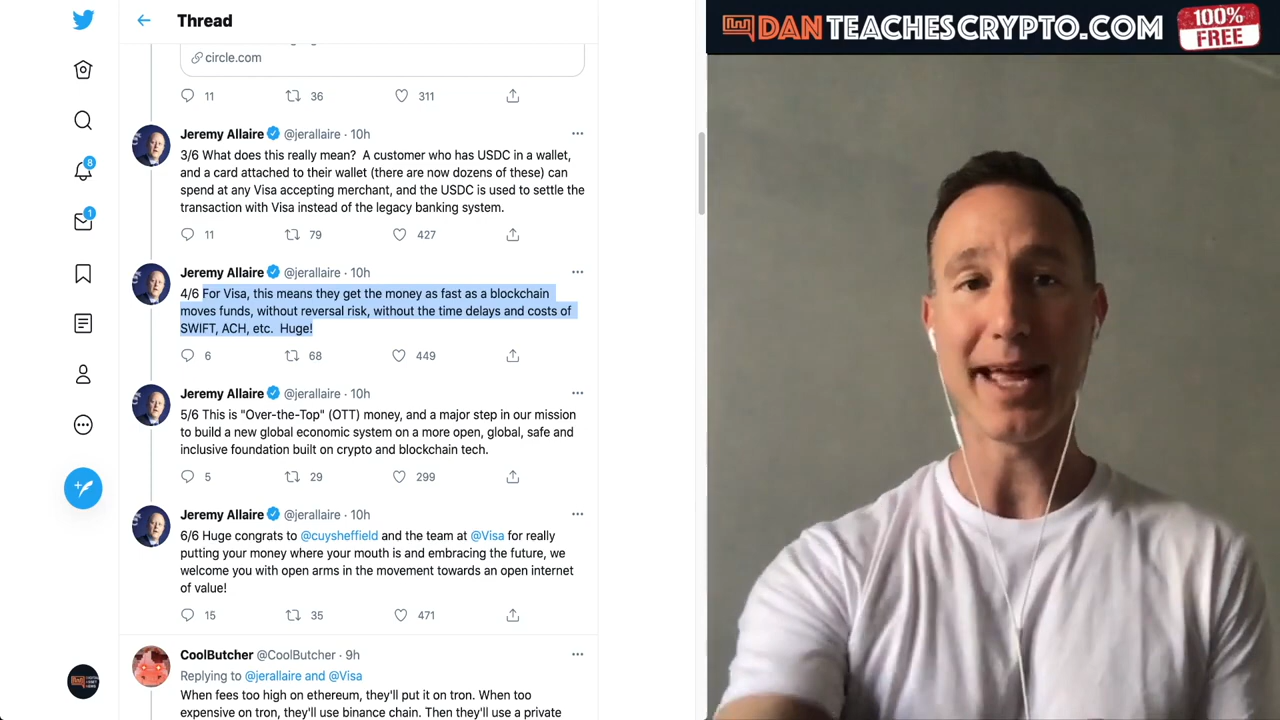 Thread
circle.com
11 36 311
Jeremy Allaire @jerallaire · 10h
3/6 What does this really mean?  A customer who has USDC in a wallet,
and a card attached to their wallet (there are now dozens of these) can
spend at any Visa accepting merchant, and the USDC is used to settle the
transaction with Visa instead of the legacy banking system.
11 79 427
Jeremy Allaire @jerallaire · 10h
4/6 For Visa, this means they get the money as fast as a blockchain
moves funds, without reversal risk, without the time delays and costs of
SWIFT, ACH, etc.  Huge!
6 68 449
Jeremy Allaire @jerallaire · 10h
5/6 This is "Over-the-Top" (OTT) money, and a major step in our mission
to build a new global economic system on a more open, global, safe and
inclusive foundation built on crypto and blockchain tech.
5 29 299
Jeremy Allaire @jerallaire · 10h
6/6 Huge congrats to @cuysheffield and the team at @Visa for really
putting your money where your mouth is and embracing the future, we
welcome you with open arms in the movement towards an open internet
of value!
15 35 471
CoolButcher @CoolButcher · 9h
Replying to @jerallaire and @Visa
When fees too high on ethereum, they'll put it on tron. When too
expensive on tron, they'll use binance chain. Then they'll use a private
8
1
DANTEACHESCRYPTO.COM
100%
FREE